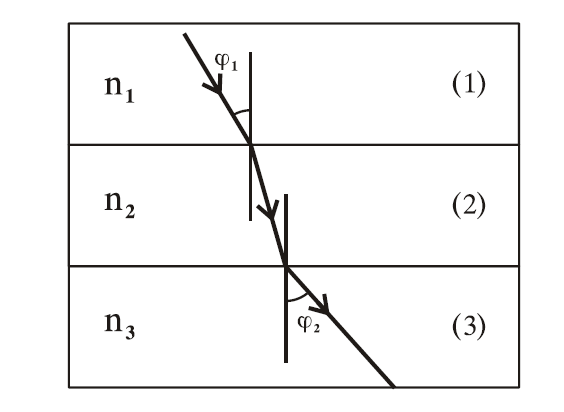 φ₁
n₁ (1)
n₂ (2)
n₃ (3)
φ₂